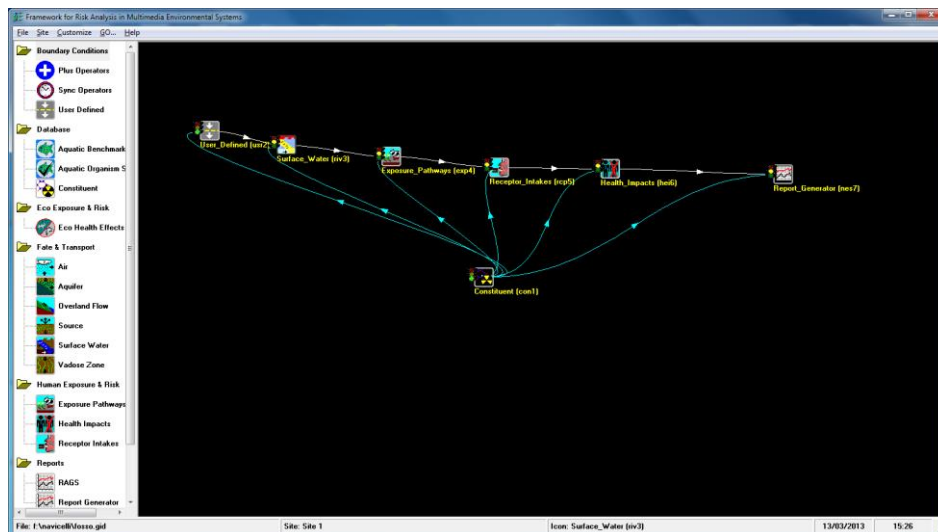 Framework for Risk Analysis in Multimedia Environmental Systems
File Site Customize GO... Help
Boundary Conditions
Plus Operators
Sync Operators
User Defined
Database
Aquatic Benchmark
Aquatic Organism S
Constituent
Eco Exposure & Risk
Eco Health Effects
Fate & Transport
Air
Aquifer
Overland Flow
Source
Surface Water
Vadose Zone
Human Exposure & Risk
Exposure Pathways
Health Impacts
Receptor Intakes
Reports
RAGS
Report Generator
User_Defined (usr2)
Surface_Water (riv3)
Exposure_Pathways (exp4)
Receptor_Intakes (rcp5)
Health_Impacts (hei6)
Report_Generator (nes7)
Constituent (con1)
File: f:\navicelli\fosso.gid Site: Site 1 Icon: Surface_Water (riv3) 13/03/2013 15:26